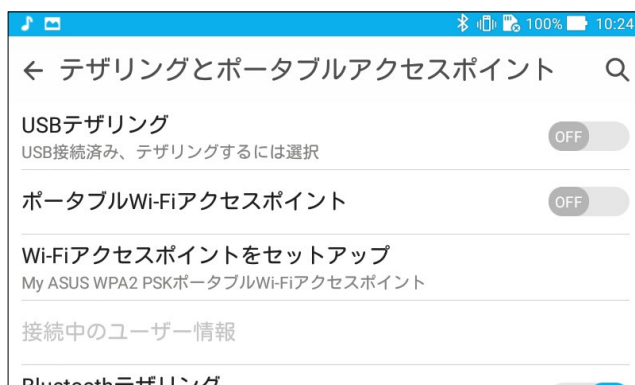 100% 10:24
テザリングとポータブルアクセスポイント
USBテザリング
OFF
USB接続済み、テザリングするには選択
ポータブルWi-Fiアクセスポイント
OFF
Wi-Fiアクセスポイントをセットアップ
My ASUS WPA2 PSKポータブルWi-Fiアクセスポイント
接続中のユーザー情報
Bluetoothテザリング